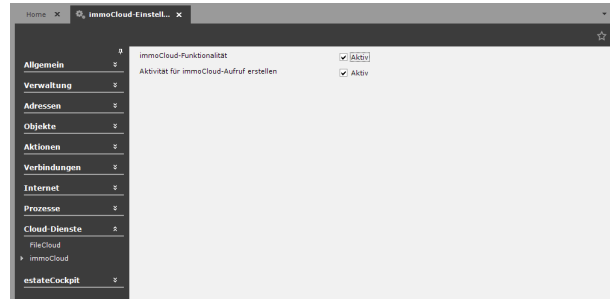 Home
immoCloud-Einstell...
Allgemein
Verwaltung
Adressen
Objekte
Aktionen
Verbindungen
Internet
Prozesse
Cloud-Dienste
FileCloud
immoCloud
estateCockpit
immoCloud-Funktionalität Aktiv
Aktivität für immoCloud-Aufruf erstellen Aktiv